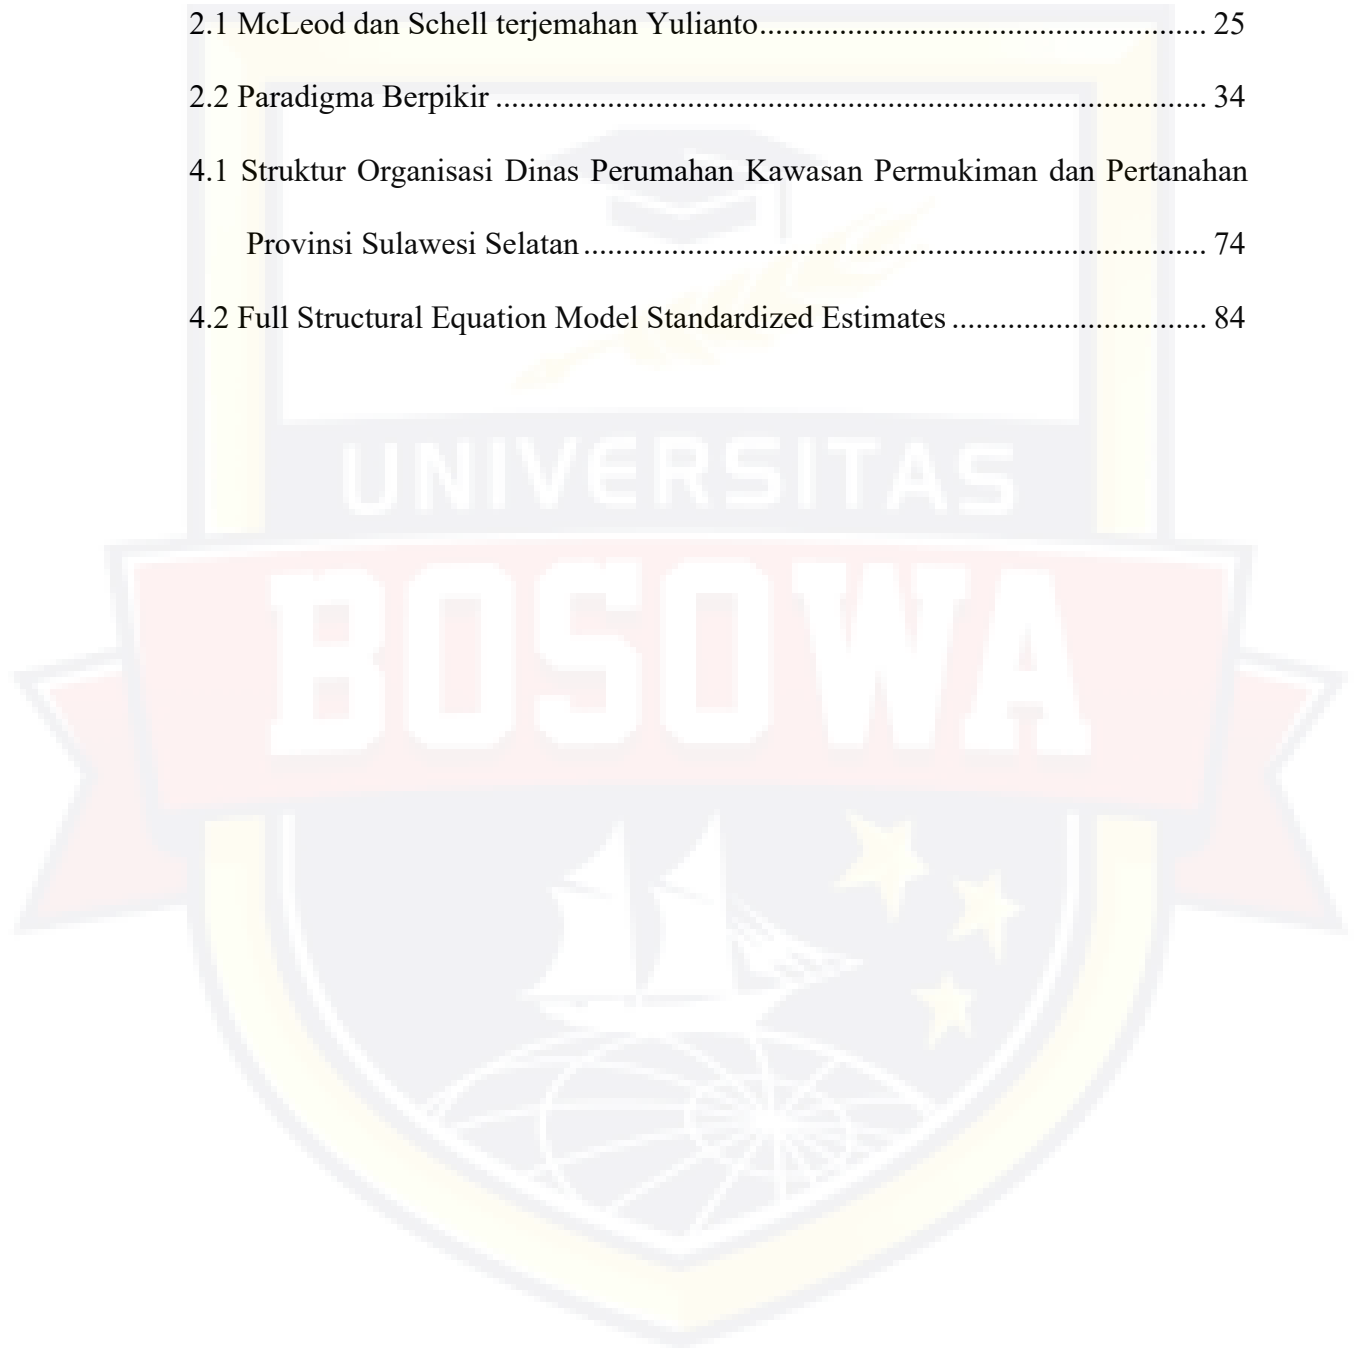 2.1 McLeod dan Schell terjemahan Yulianto........................................................ 25
2.2 Paradigma Berpikir ......................................................................................... 34
4.1 Struktur Organisasi Dinas Perumahan Kawasan Permukiman dan Pertanahan
Provinsi Sulawesi Selatan.............................................................................. 74
4.2 Full Structural Equation Model Standardized Estimates ................................ 84
UNIVERSITAS
BOSOWA